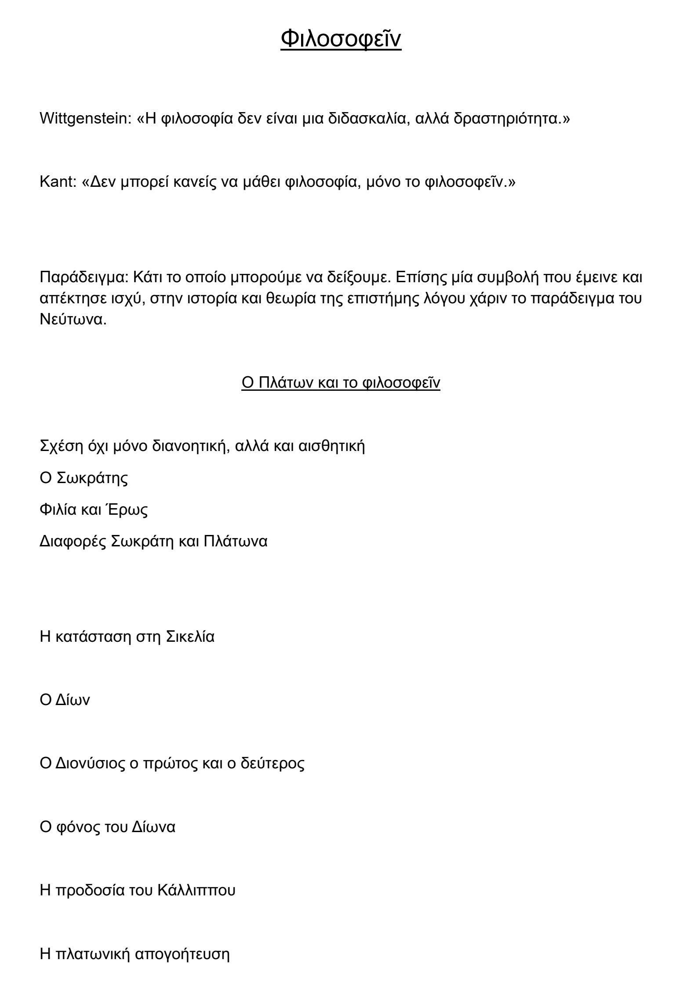 Φιλοσοφεῖν
Wittgenstein: «Η φιλοσοφία δεν είναι μια διδασκαλία, αλλά δραστηριότητα.»
Kant: «Δεν μπορεί κανείς να μάθει φιλοσοφία, μόνο το φιλοσοφεῖν.»
Παράδειγμα: Κάτι το οποίο μπορούμε να δείξουμε. Επίσης μία συμβολή που έμεινε και
απέκτησε ισχύ, στην ιστορία και θεωρία της επιστήμης λόγου χάριν το παράδειγμα του
Νεύτωνα.
Ο Πλάτων και το φιλοσοφεῖν
Σχέση όχι μόνο διανοητική, αλλά και αισθητική
Ο Σωκράτης
Φιλία και Έρως
Διαφορές Σωκράτη και Πλάτωνα
Η κατάσταση στη Σικελία
Ο Δίων
Ο Διονύσιος ο πρώτος και ο δεύτερος
Ο φόνος του Δίωνα
Η προδοσία του Κάλλιππου
Η πλατωνική απογοήτευση